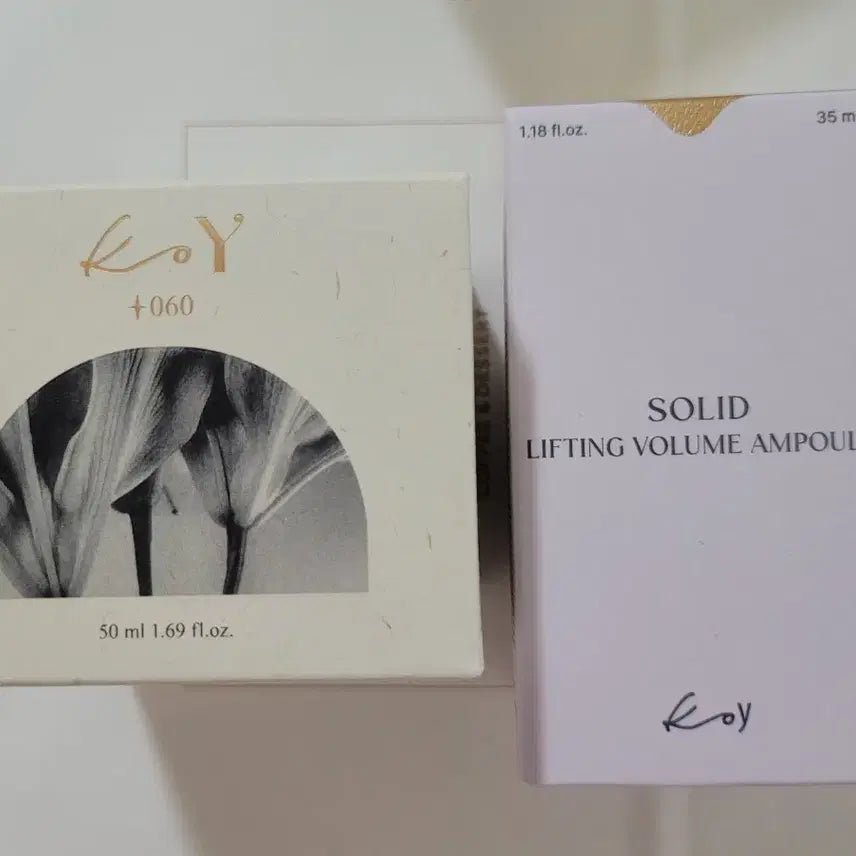 KoY
060
50 ml 1.69 fl.oz.
1.18 fl.oz.
35 m
SOLID
LIFTING VOLUME AMPOUL
Koy